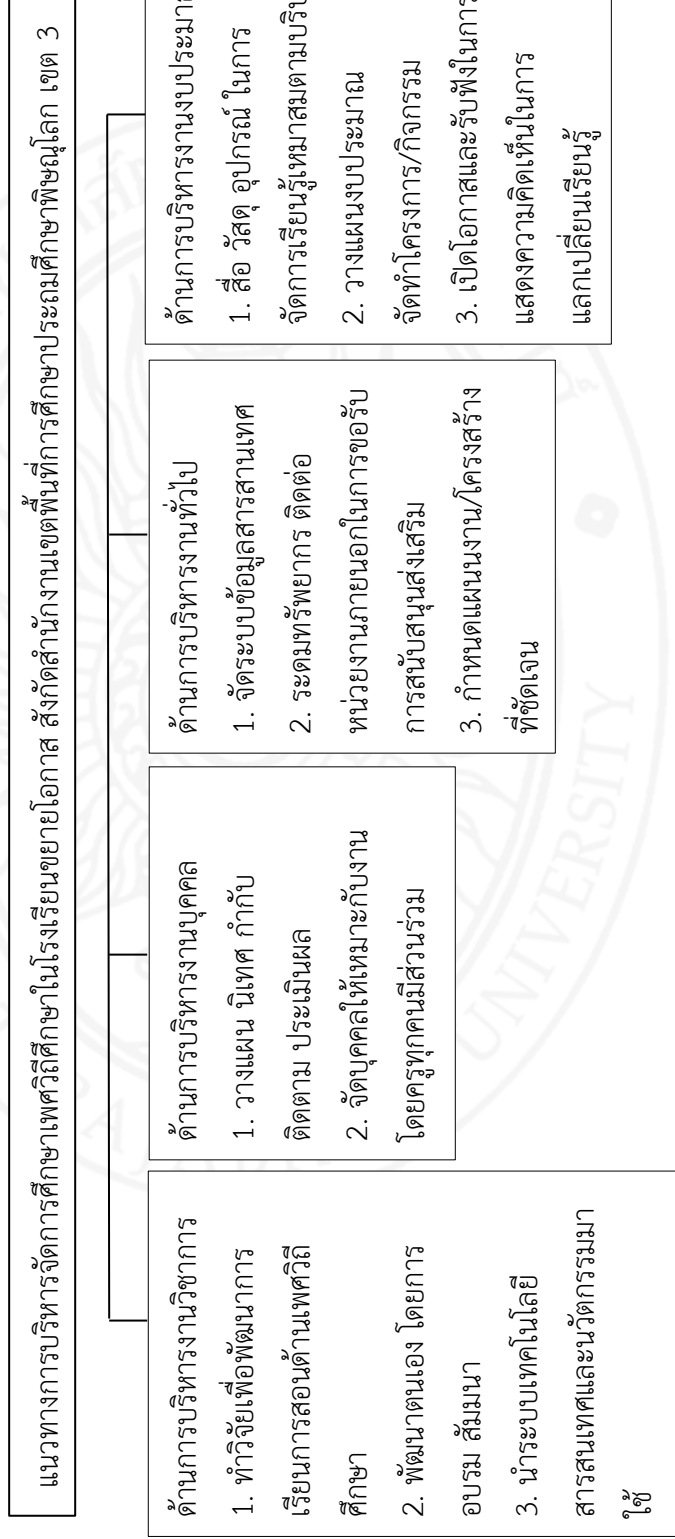 แนวทางการบริหารจัดการศึกษาเพศวิถีศึกษาในโรงเรียนขยายโอกาส สังกัดสำนักงานเขตพื้นที่การศึกษาประถมศึกษาพิษณุโลก เขต 3
ด้านการบริหารงานวิชาการ
1. ทำวิจัยเพื่อพัฒนาการ
เรียนการสอนด้านเพศวิถี
ศึกษา
2. พัฒนาตนเอง โดยการ
อบรม สัมมนา
3. นำระบบเทคโนโลยี
สารสนเทศและนวัตกรรมมา
ใช้
ด้านการบริหารงานบุคคล
1. วางแผน นิเทศ กำกับ
ติดตาม ประเมินผล
2. จัดบุคคลให้เหมาะกับงาน
โดยครูทุกคนมีส่วนร่วม
ด้านการบริหารงานทั่วไป
1. จัดระบบข้อมูลสารสานเทศ
2. ระดมทรัพยากร ติดต่อ
หน่วยงานภายนอกในการขอรับ
การสนับสนุนส่งเสริม
3. กำหนดแผนนงาน/โครงสร้าง
ที่ชัดเจน
ด้านการบริหารงานงบประมาณ
1. สื่อ วัสดุ อุปกรณ์ ในการ
จัดการเรียนรู้เหมาสมตามบริบ
2. วางแผนงบประมาณ
จัดทำโครงการ/กิจกรรม
3. เปิดโอกาสและรับฟังในการ
แสดงความคิดเห็นในการ
แลกเปลี่ยนเรียนรู้
UNIVERSITY